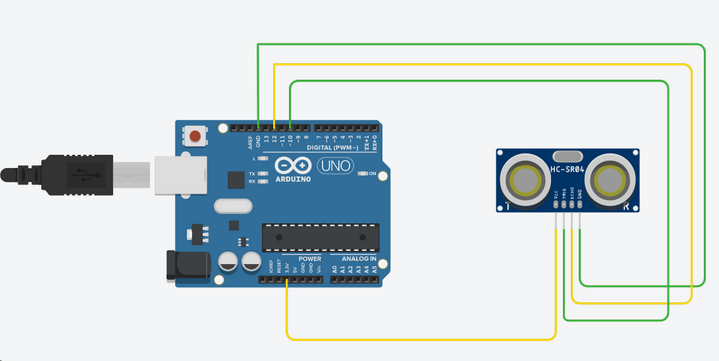 AREF
GND
13
12
~11
~10
~9
8
7
~6
~5
4
~3
2
TX→1
RX←0
DIGITAL (PWM~)
L
TX
RX
ON
UNO
ARDUINO
HC-SR04
VCC
TRIG
ECHO
GND
T
R
POWER
ANALOG IN
IOREF
RESET
3.3V
5V
GND
GND
Vin
A0
A1
A2
A3
A4
A5